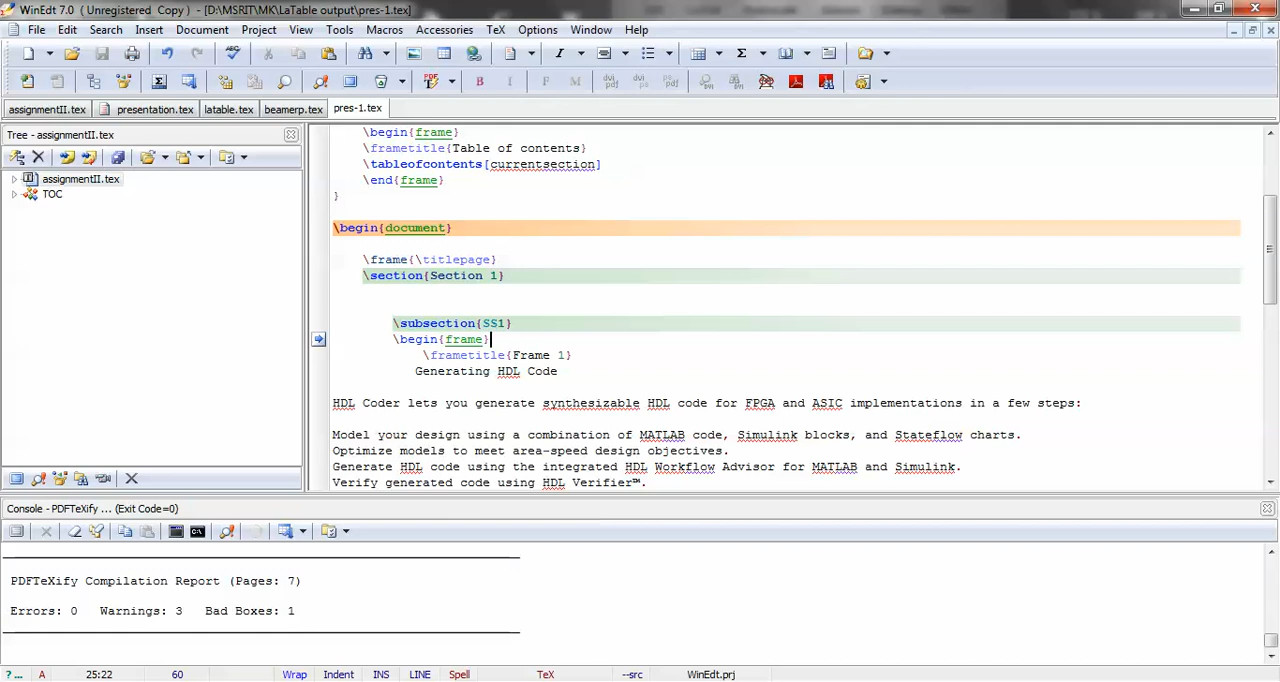 WinEdt 7.0 ( Unregistered  Copy ) - [D:\MSRIT\MK\LaTable output\pres-1.tex]
File Edit Search Insert Document Project View Tools Macros Accessories TeX Options Window Help
assignmentII.tex presentation.tex latable.tex beamerp.tex pres-1.tex
Tree - assignmentII.tex
assignmentII.tex
TOC
\begin{frame}
\frametitle{Table of contents}
\tableofcontents[currentsection]
\end{frame}
}
\begin{document}
\frame{\titlepage}
\section{Section 1}
\subsection{SS1}
\begin{frame}
\frametitle{Frame 1}
Generating HDL Code
HDL Coder lets you generate synthesizable HDL code for FPGA and ASIC implementations in a few steps:
Model your design using a combination of MATLAB code, Simulink blocks, and Stateflow charts.
Optimize models to meet area-speed design objectives.
Generate HDL code using the integrated HDL Workflow Advisor for MATLAB and Simulink.
Verify generated code using HDL Verifier™.
Console - PDFTeXify ... (Exit Code=0)
PDFTeXify Compilation Report (Pages: 7)
Errors: 0   Warnings: 3   Bad Boxes: 1
?... A 25:22 60 Wrap Indent INS LINE Spell TeX --src WinEdt.prj